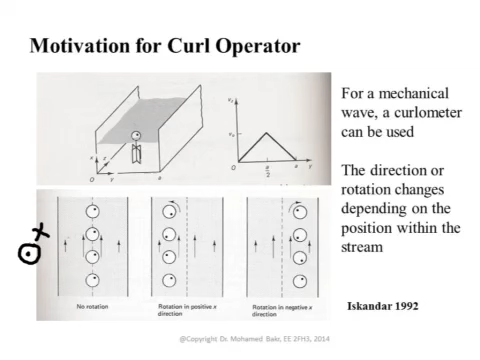 Motivation for Curl Operator
For a mechanical
wave, a curlometer
can be used
The direction or
rotation changes
depending on the
position within the
stream
O
a
O
a
2
a
x
No rotation
Rotation in positive x
direction
Rotation in negative x
direction
Iskandar 1992
@Copyright Dr. Mohamed Bakr, EE 2FH3, 2014